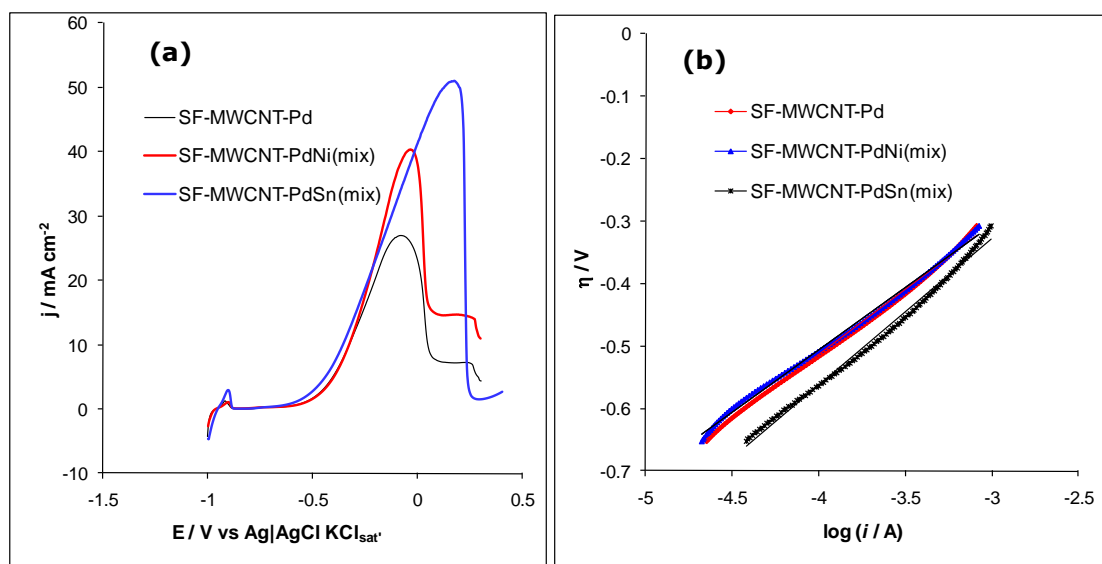 (a)
60
50
40
30
20
10
0
-10
j / mA cm⁻²
SF-MWCNT-Pd
SF-MWCNT-PdNi(mix)
SF-MWCNT-PdSn(mix)
-1.5
-1
-0.5
0
0.5
E / V vs Ag|AgCl KClsat'
(b)
0
-0.1
-0.2
-0.3
-0.4
-0.5
-0.6
-0.7
η / V
SF-MWCNT-Pd
SF-MWCNT-PdNi(mix)
SF-MWCNT-PdSn(mix)
-5
-4.5
-4
-3.5
-3
-2.5
log (i / A)